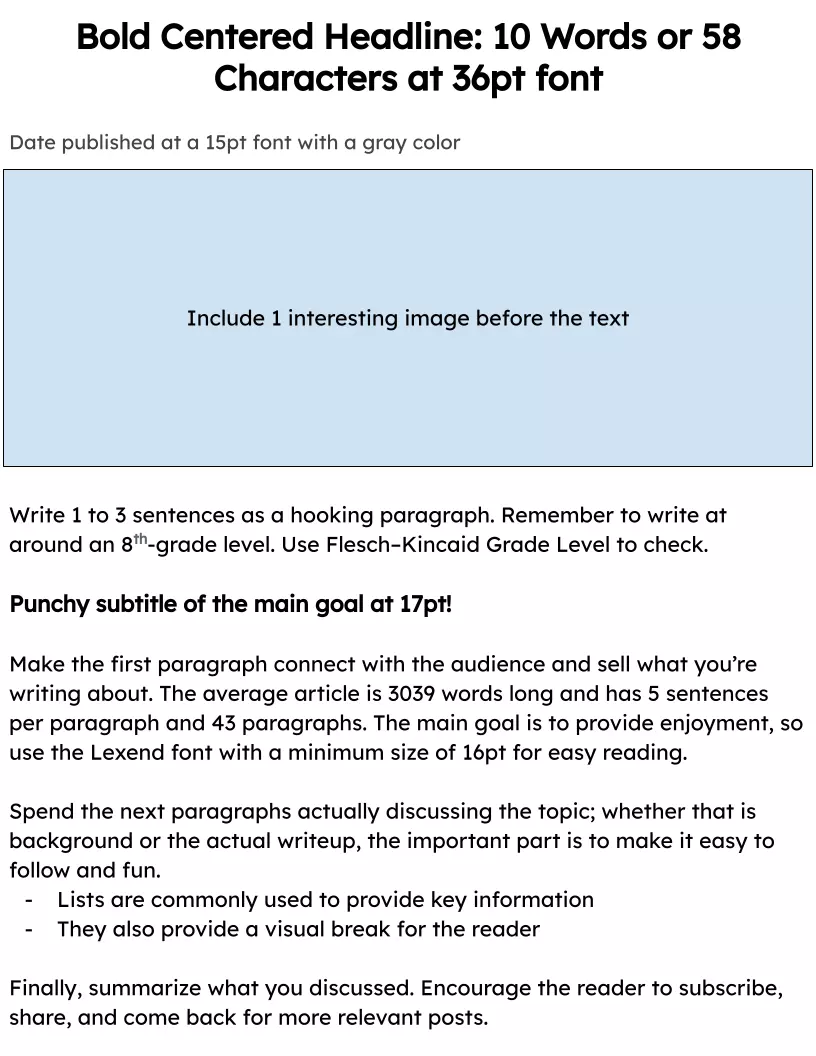 Bold Centered Headline: 10 Words or 58
Characters at 36pt font
Date published at a 15pt font with a gray color
Include 1 interesting image before the text
Write 1 to 3 sentences as a hooking paragraph. Remember to write at
around an 8th-grade level. Use Flesch–Kincaid Grade Level to check.
Punchy subtitle of the main goal at 17pt!
Make the first paragraph connect with the audience and sell what you’re
writing about. The average article is 3039 words long and has 5 sentences
per paragraph and 43 paragraphs. The main goal is to provide enjoyment, so
use the Lexend font with a minimum size of 16pt for easy reading.
Spend the next paragraphs actually discussing the topic; whether that is
background or the actual writeup, the important part is to make it easy to
follow and fun.
- Lists are commonly used to provide key information
- They also provide a visual break for the reader
Finally, summarize what you discussed. Encourage the reader to subscribe,
share, and come back for more relevant posts.